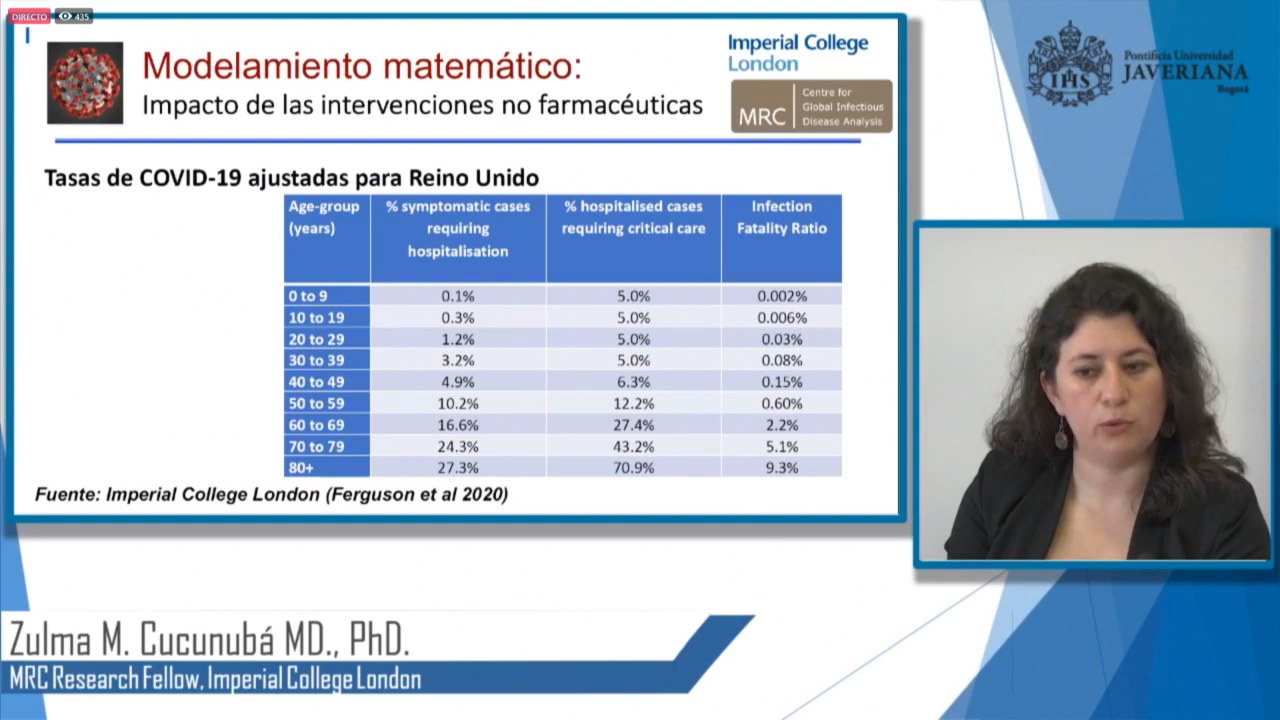 DIRECTO 435
Modelamiento matemático:
Impacto de las intervenciones no farmacéuticas
Imperial College
London
MRC
Centre for
Global Infectious
Disease Analysis
Pontificia Universidad
JAVERIANA
Bogotá
IHS
Tasas de COVID-19 ajustadas para Reino Unido
Age-group (years) % symptomatic cases requiring hospitalisation % hospitalised cases requiring critical care Infection Fatality Ratio
0 to 9 0.1% 5.0% 0.002%
10 to 19 0.3% 5.0% 0.006%
20 to 29 1.2% 5.0% 0.03%
30 to 39 3.2% 5.0% 0.08%
40 to 49 4.9% 6.3% 0.15%
50 to 59 10.2% 12.2% 0.60%
60 to 69 16.6% 27.4% 2.2%
70 to 79 24.3% 43.2% 5.1%
80+ 27.3% 70.9% 9.3%
Fuente: Imperial College London (Ferguson et al 2020)
Zulma M. Cucunubá MD., PhD.
MRC Research Fellow, Imperial College London